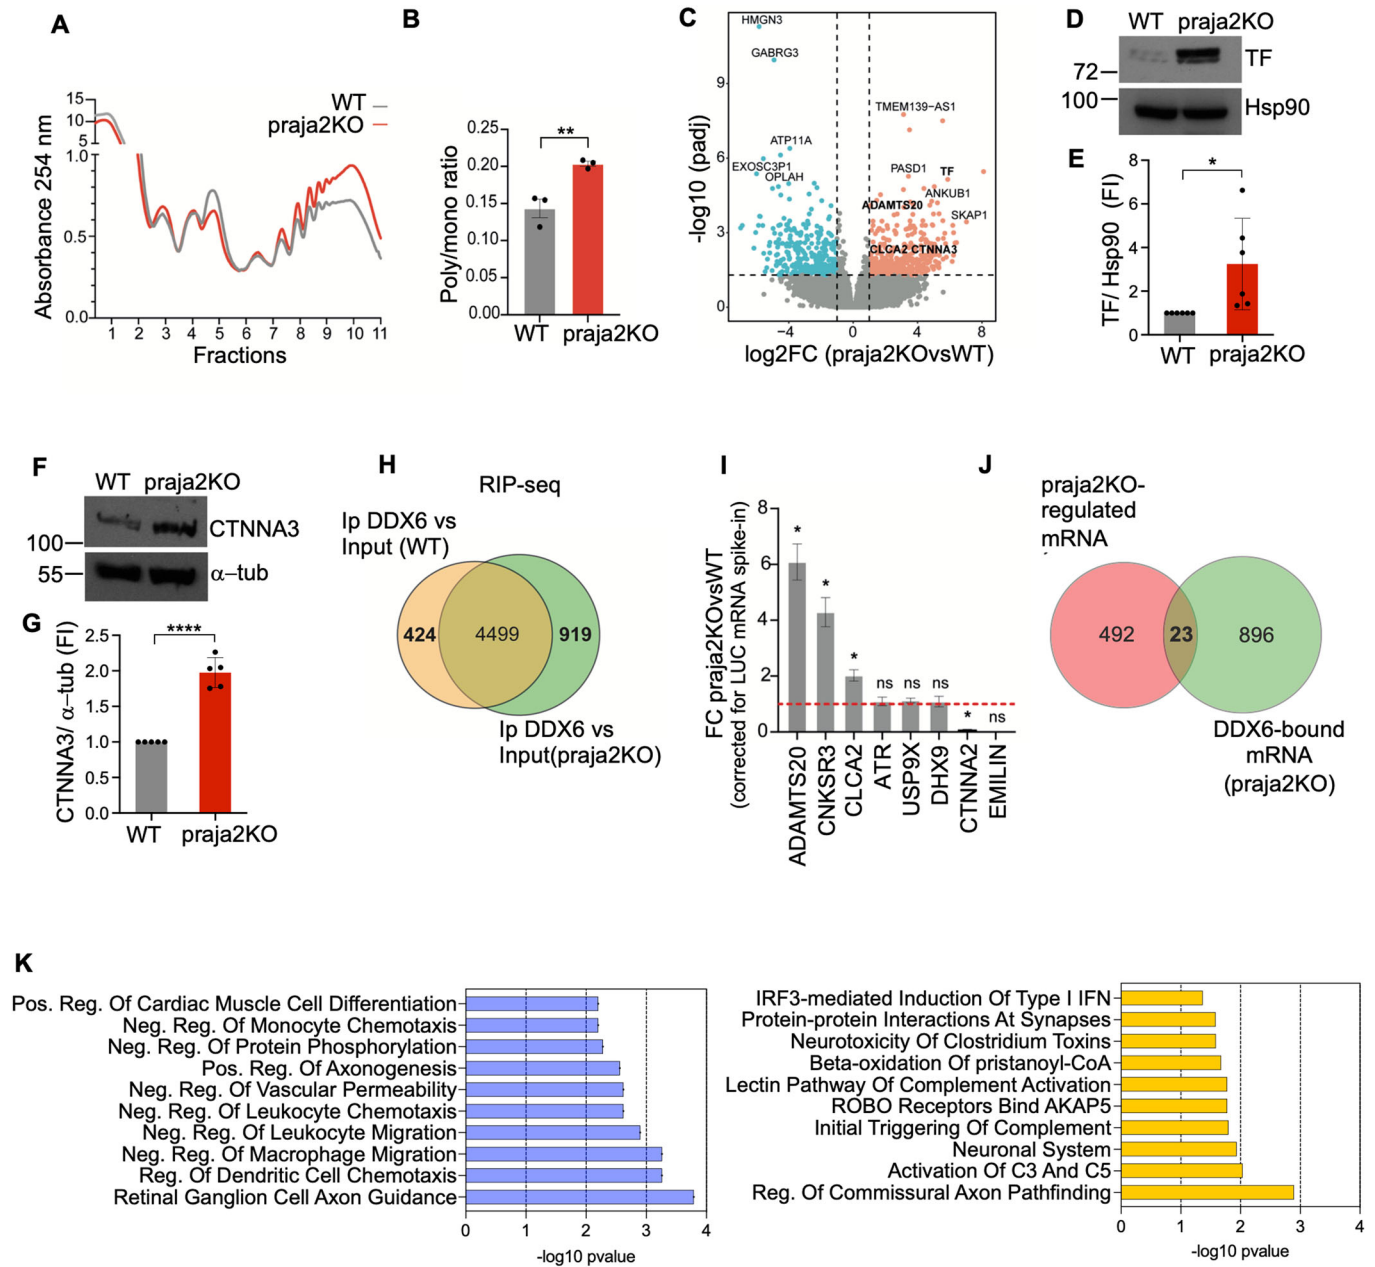 A
15
10
5
1.0
0.5
0.0
Absorbance 254 nm
WT
praja2KO
1 2 3 4 5 6 7 8 9 10 11
Fractions
B
0.25
0.20
0.15
0.10
0.05
0.00
Poly/mono ratio
**
WT praja2KO
C
HMGN3
GABRG3
TMEM139−AS1
ATP11A
EXOSC3P1
OPLAH
PASD1
TF
ANKUB1
ADAMTS20
SKAP1
CLCA2 CTNNA3
9
6
3
0
-log10 (padj)
−4 0 4 8
log2FC (praja2KOvsWT)
D
WT praja2KO
72
TF
100
Hsp90
E
8
6
4
2
0
TF/ Hsp90 (FI)
*
WT praja2KO
F
WT praja2KO
CTNNA3
100
55
α−tub
G
2.5
2.0
1.5
1.0
0.5
0.0
CTNNA3/ α−tub (FI)
****
WT praja2KO
H
RIP-seq
Ip DDX6 vs
Input (WT)
424 4499 919
Ip DDX6 vs
Input(praja2KO)
I
8
6
4
2
0
FC praja2KOvsWT
(corrected for LUC mRNA spike-in)
* * * ns ns ns * ns
ADAMTS20
CNKSR3
CLCA2
ATR
USP9X
DHX9
CTNNA2
EMILIN
J
praja2KO-
regulated
mRNA
492 23 896
DDX6-bound
mRNA
(praja2KO)
K
Pos. Reg. Of Cardiac Muscle Cell Differentiation
Neg. Reg. Of Monocyte Chemotaxis
Neg. Reg. Of Protein Phosphorylation
Pos. Reg. Of Axonogenesis
Neg. Reg. Of Vascular Permeability
Neg. Reg. Of Leukocyte Chemotaxis
Neg. Reg. Of Leukocyte Migration
Neg. Reg. Of Macrophage Migration
Reg. Of Dendritic Cell Chemotaxis
Retinal Ganglion Cell Axon Guidance
0 1 2 3 4
-log10 pvalue
IRF3-mediated Induction Of Type I IFN
Protein-protein Interactions At Synapses
Neurotoxicity Of Clostridium Toxins
Beta-oxidation Of pristanoyl-CoA
Lectin Pathway Of Complement Activation
ROBO Receptors Bind AKAP5
Initial Triggering Of Complement
Neuronal System
Activation Of C3 And C5
Reg. Of Commissural Axon Pathfinding
0 1 2 3 4
-log10 pvalue